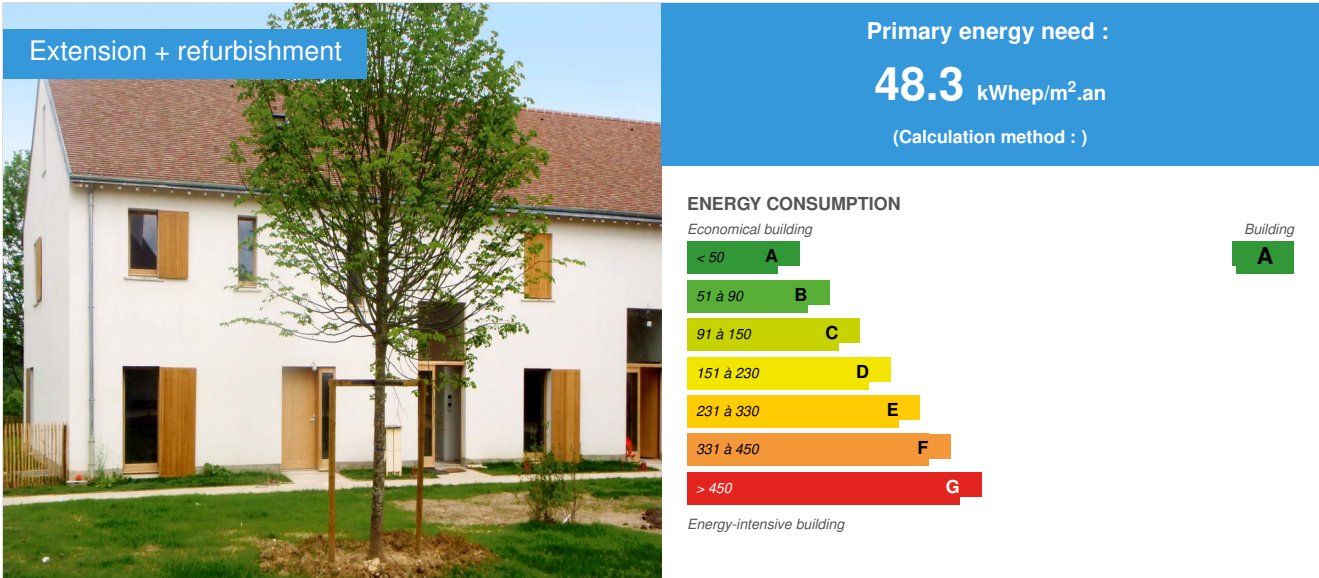 Extension + refurbishment
Primary energy need :
48.3 kWhep/m².an
(Calculation method : )
ENERGY CONSUMPTION
Economical building
Building
< 50 A
A
51 à 90 B
91 à 150 C
151 à 230 D
231 à 330 E
331 à 450 F
> 450 G
Energy-intensive building